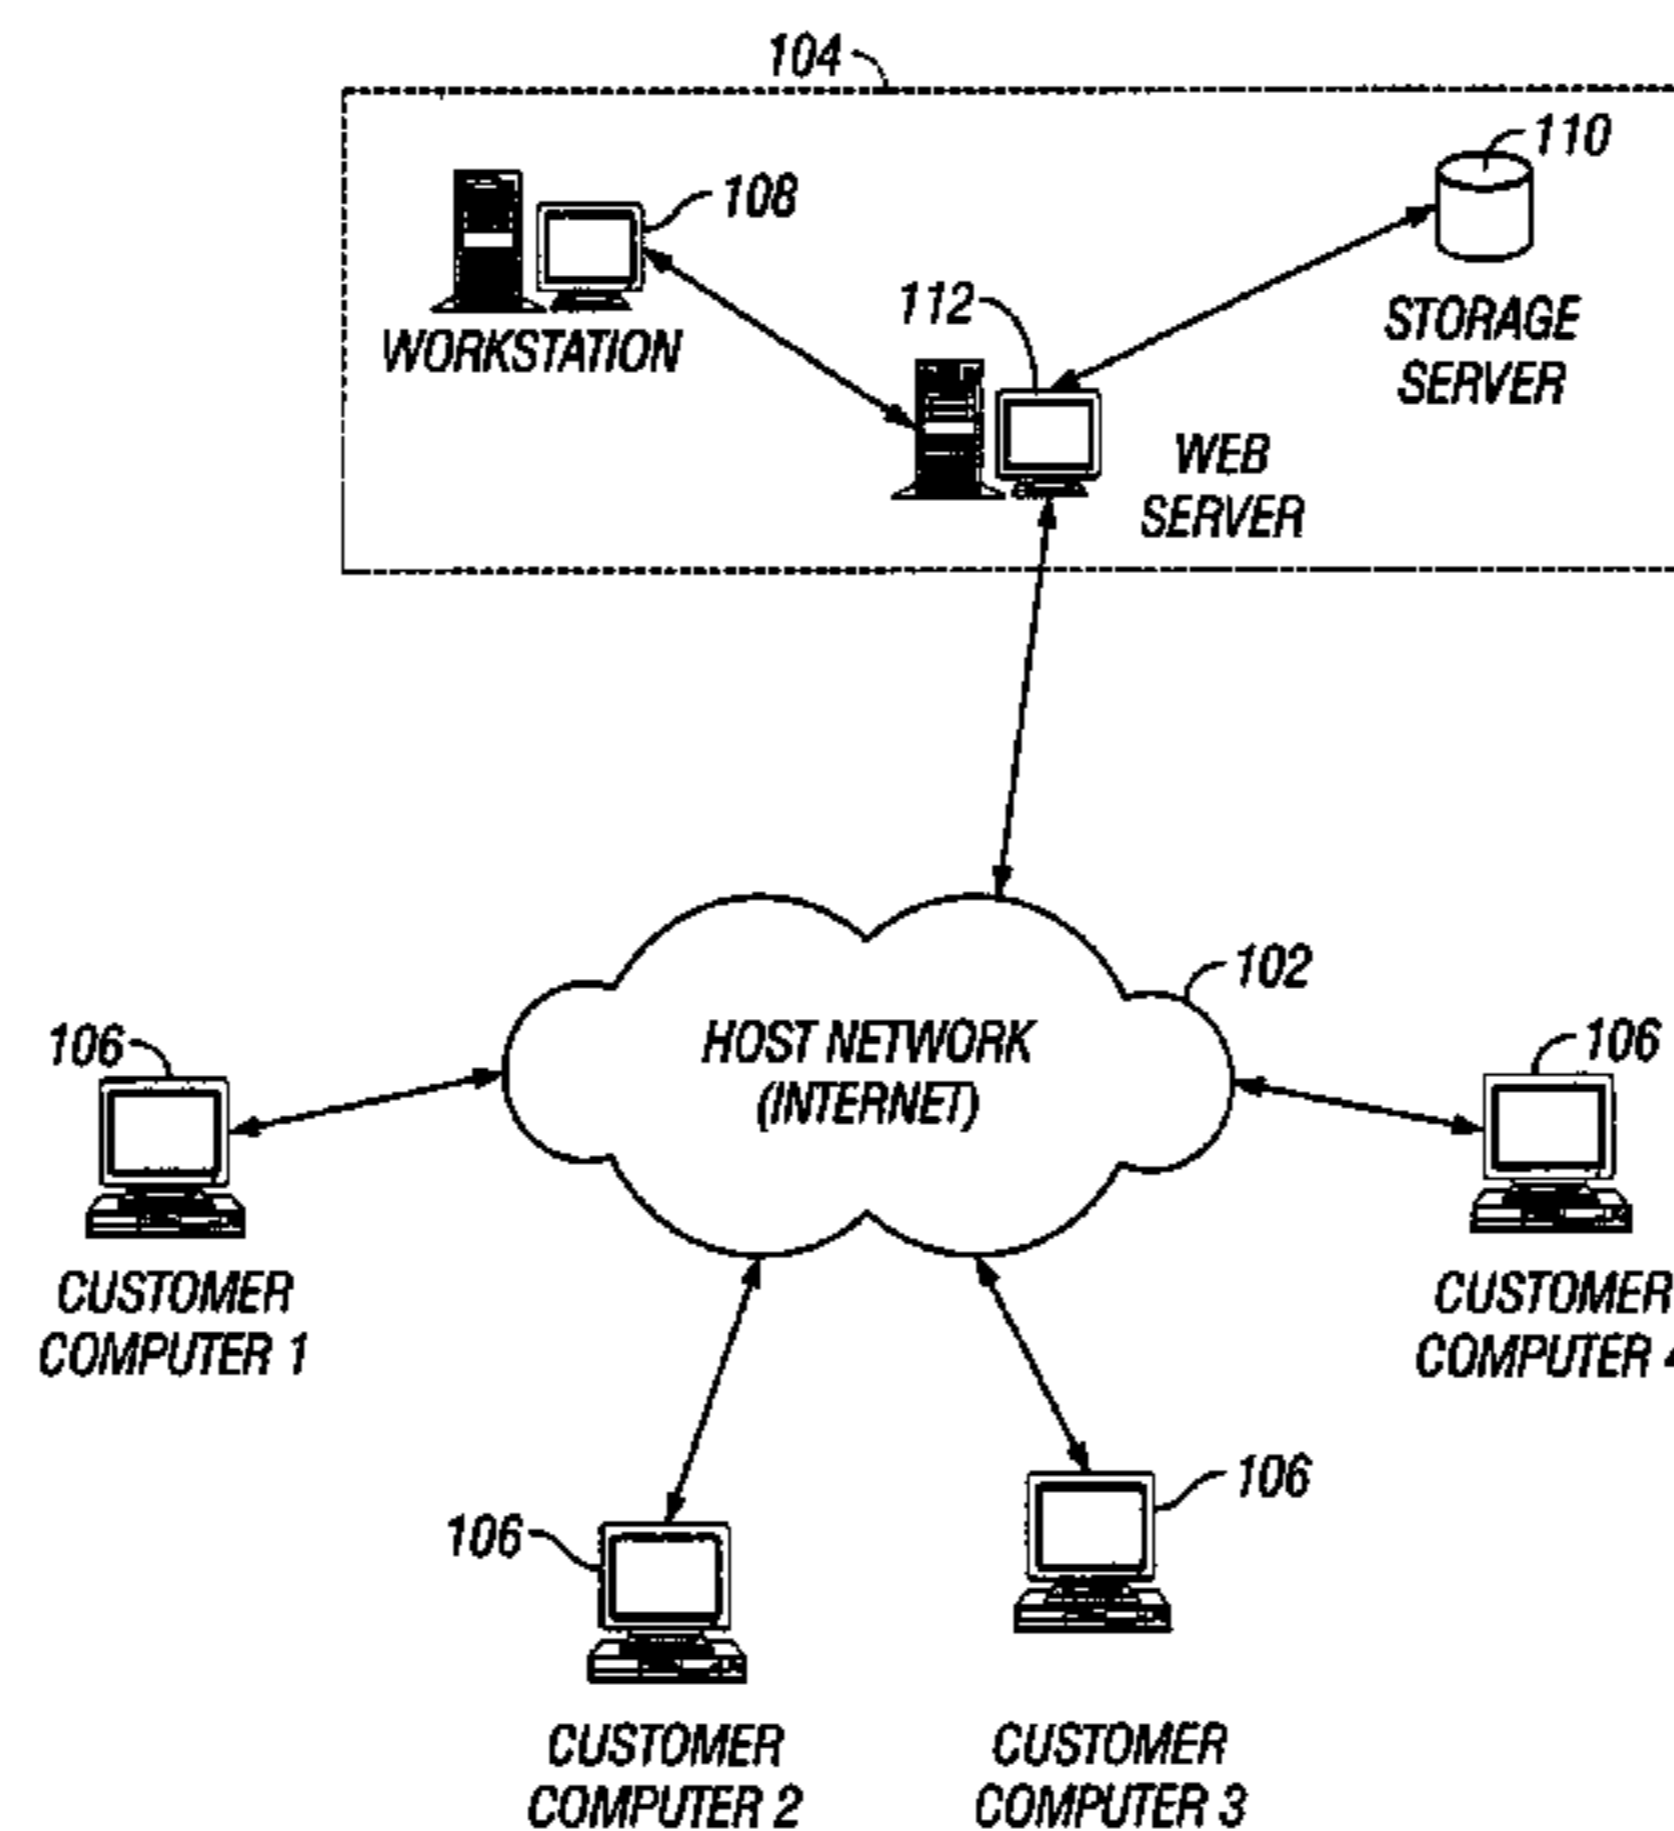 104
110
108
112
STORAGE
SERVER
WORKSTATION
WEB
SERVER
102
HOST NETWORK
(INTERNET)
106
106
CUSTOMER
COMPUTER 1
CUSTOMER
COMPUTER 4
106
106
CUSTOMER
COMPUTER 2
CUSTOMER
COMPUTER 3